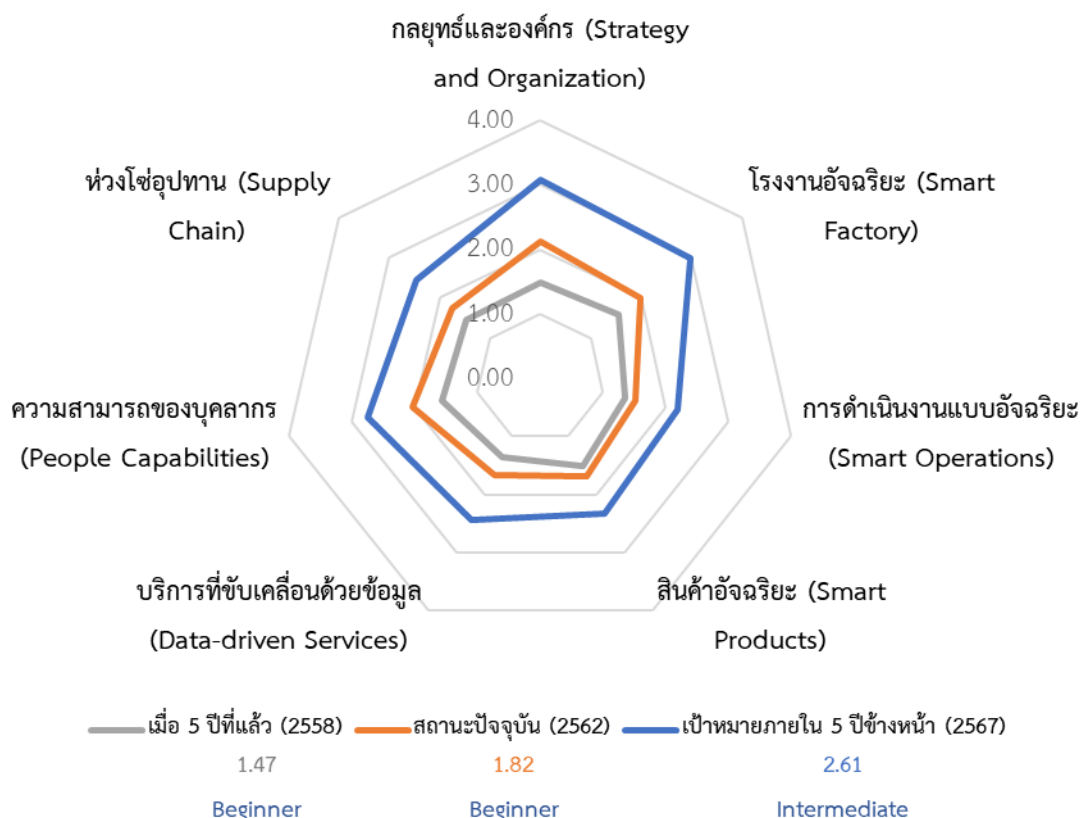 กลยุทธ์และองค์กร (Strategy
and Organization)
4.00
ห่วงโซ่อุปทาน (Supply
Chain)
โรงงานอัจฉริยะ (Smart
Factory)
3.00
2.00
1.00
0.00
ความสามารถของบุคลากร
(People Capabilities)
การดำเนินงานแบบอัจฉริยะ
(Smart Operations)
บริการที่ขับเคลื่อนด้วยข้อมูล
(Data-driven Services)
สินค้าอัจฉริยะ (Smart
Products)
เมื่อ 5 ปีที่แล้ว (2558) สถานะปัจจุบัน (2562) เป้าหมายภายใน 5 ปีข้างหน้า (2567)
1.47 1.82 2.61
Beginner Beginner Intermediate